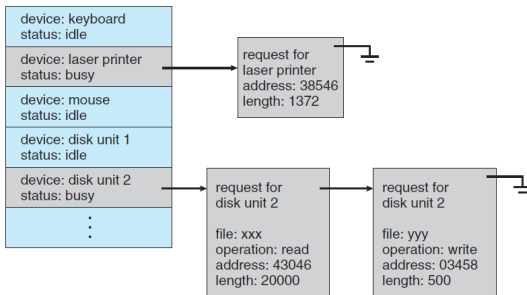 device: keyboard
status: idle
device: laser printer
status: busy
device: mouse
status: idle
device: disk unit 1
status: idle
device: disk unit 2
status: busy
request for
laser printer
address: 38546
length: 1372
request for
disk unit 2
file: xxx
operation: read
address: 43046
length: 20000
request for
disk unit 2
file: yyy
operation: write
address: 03458
length: 500